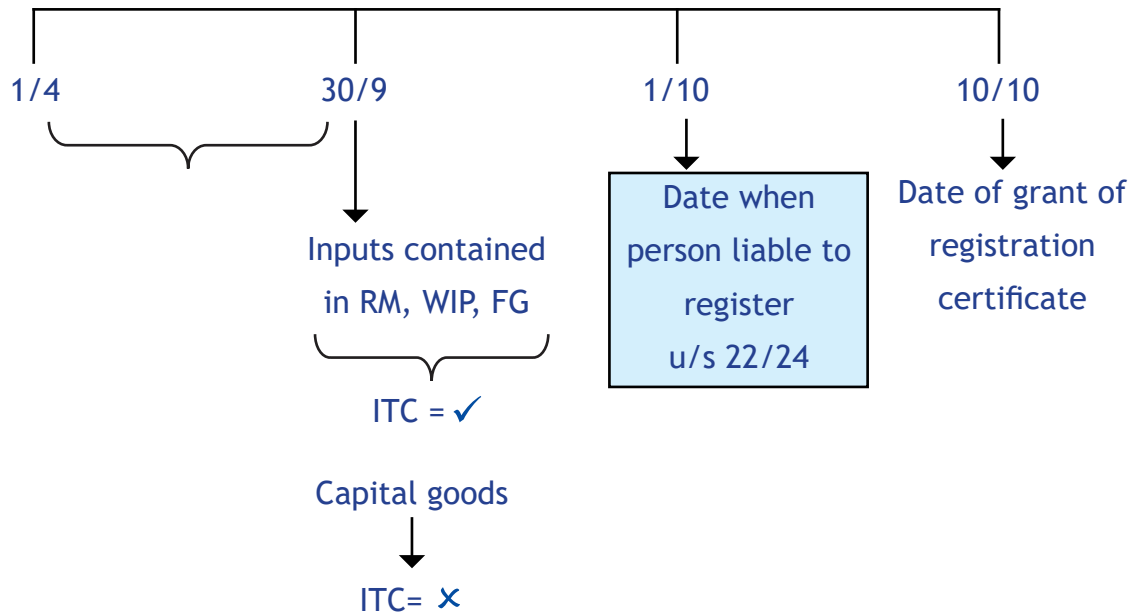 1/4
30/9
1/10
10/10
Inputs contained
in RM, WIP, FG
ITC = ✓
Capital goods
ITC= ✗
Date when
person liable to
register
u/s 22/24
Date of grant of
registration
certificate